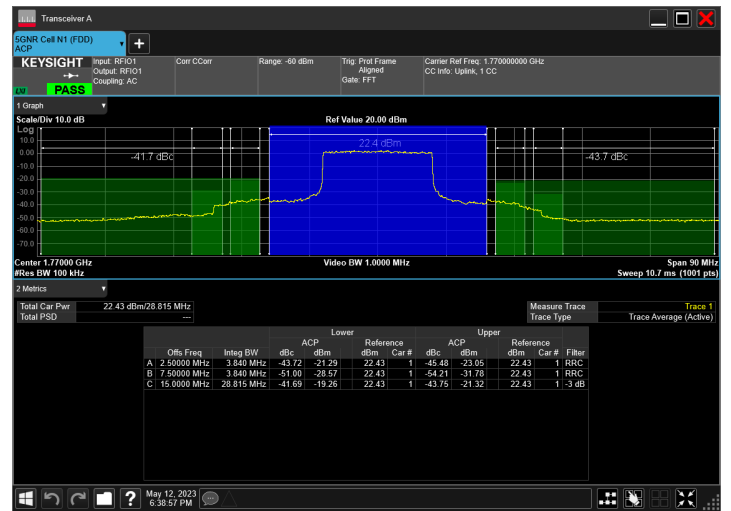 Transceiver A
5GNR Cell N1 (FDD)
ACP
KEYSIGHT
LXI
PASS
Input: RFIO1
Output: RFIO1
Coupling: AC
Corr CCorr
Range: -60 dBm
Trig: Prot Frame
Aligned
Gate: FFT
Carrier Ref Freq: 1.770000000 GHz
CC Info: Uplink, 1 CC
1 Graph
Scale/Div 10.0 dB
Ref Value 20.00 dBm
Log
10.0
0.00
-10.0
-20.0
-30.0
-40.0
-50.0
-60.0
-70.0
-41.7 dBc
22.4 dBm
-43.7 dBc
Center 1.77000 GHz
Video BW 1.0000 MHz
Span 90 MHz
#Res BW 100 kHz
Sweep 10.7 ms (1001 pts)
2 Metrics
Total Car Pwr 22.43 dBm/28.815 MHz
Total PSD ---
Measure Trace Trace 1
Trace Type Trace Average (Active)
Lower Upper
ACP Reference ACP Reference
Offs Freq Integ BW dBc dBm dBm Car # dBc dBm dBm Car # Filter
A 2.50000 MHz 3.840 MHz -43.72 -21.29 22.43 1 -45.48 -23.05 22.43 1 RRC
B 7.50000 MHz 3.840 MHz -51.00 -28.57 22.43 1 -54.21 -31.78 22.43 1 RRC
C 15.0000 MHz 28.815 MHz -41.69 -19.26 22.43 1 -43.75 -21.32 22.43 1 -3 dB
May 12, 2023
6:38:57 PM